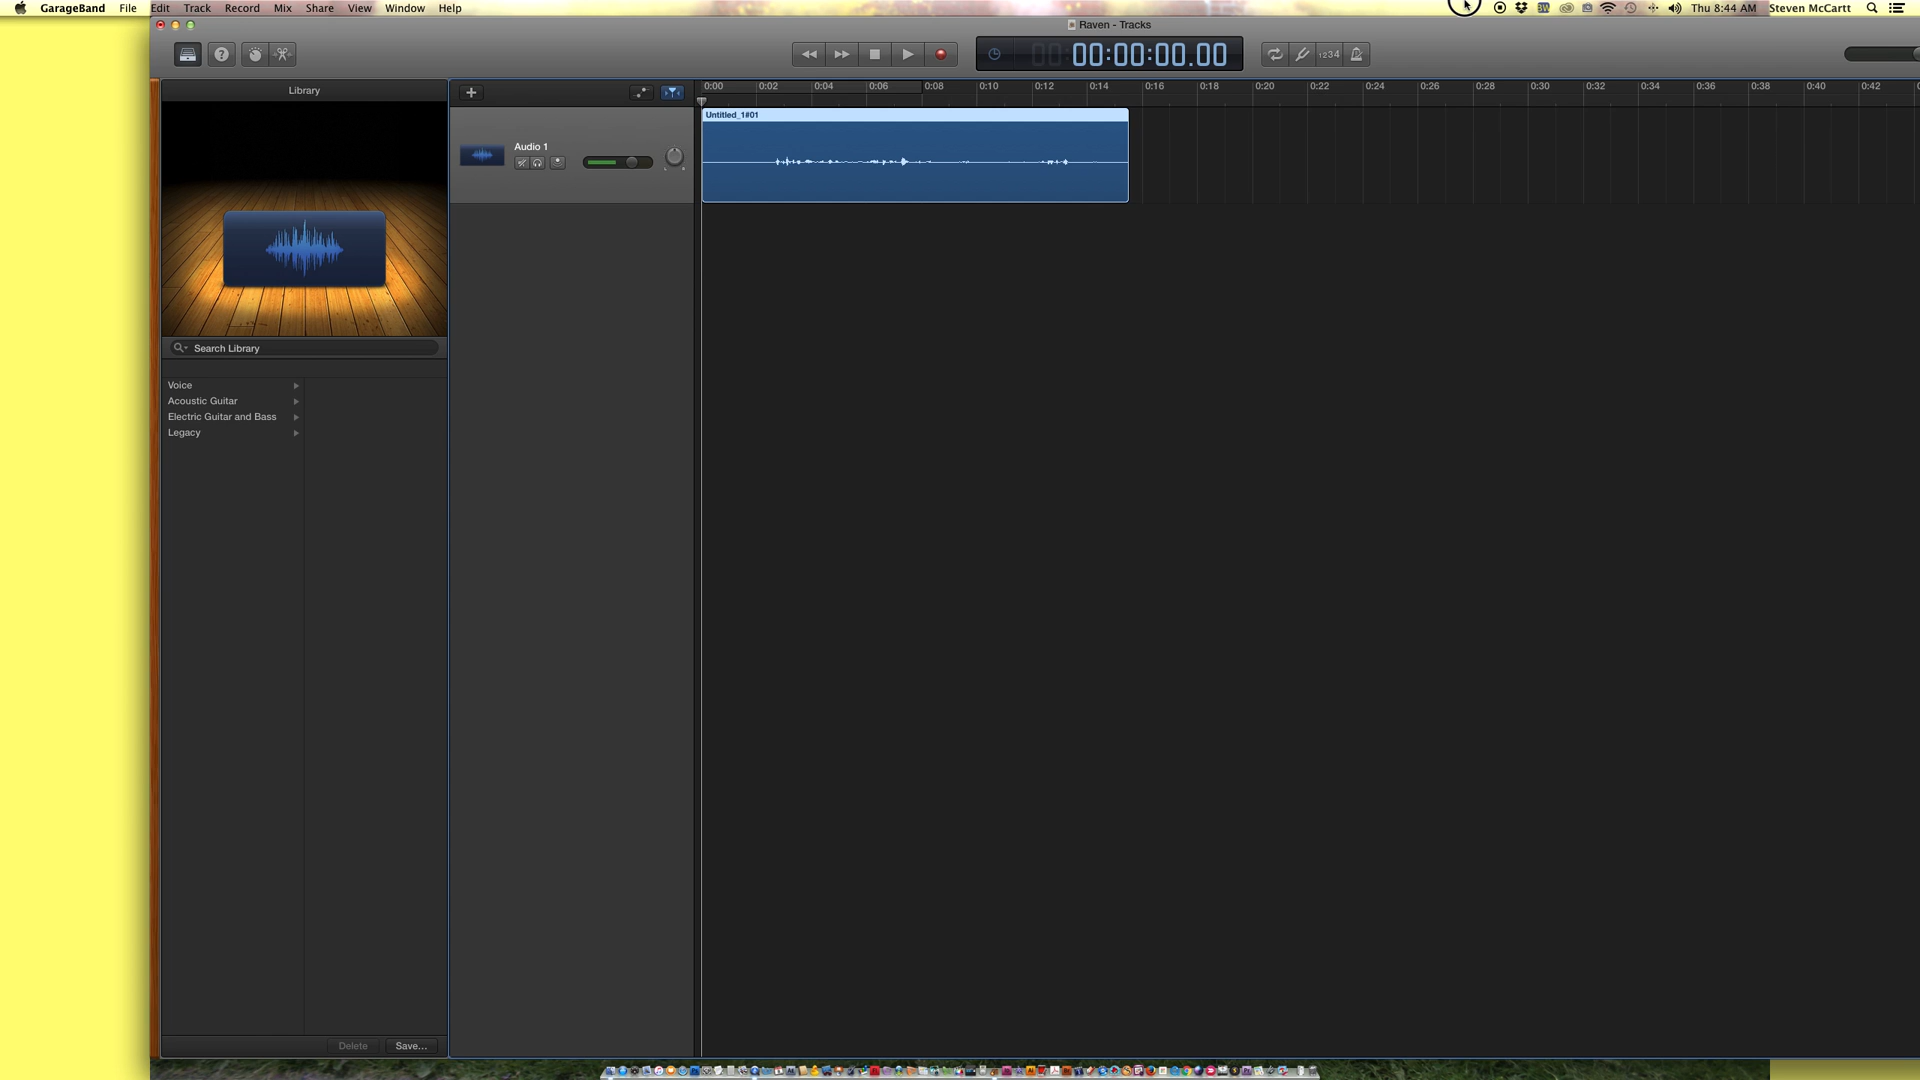 GarageBand File Edit Track Record Mix Share View Window Help
Thu 8:44 AM Steven McCartt
Raven - Tracks
00:00:00.00
1234
Library
0:00 0:02 0:04 0:06 0:08 0:10 0:12 0:14 0:16 0:18 0:20 0:22 0:24 0:26 0:28 0:30 0:32 0:34 0:36 0:38 0:40 0:42
Untitled_1#01
Audio 1
Search Library
Voice
Acoustic Guitar
Electric Guitar and Bass
Legacy
Delete Save...